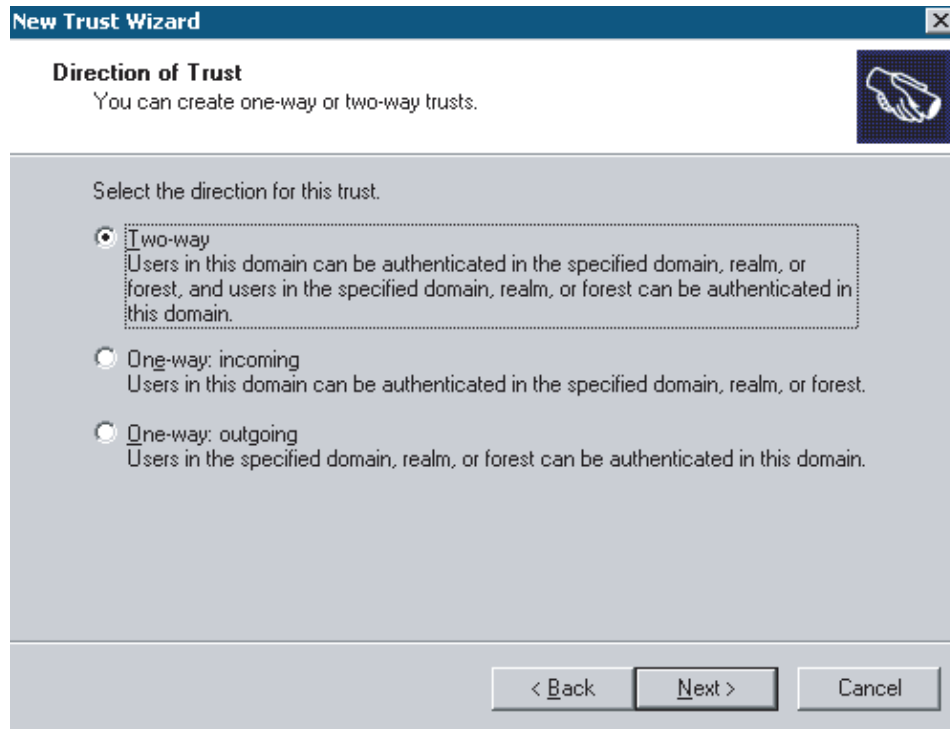 New Trust Wizard
Direction of Trust
You can create one-way or two-way trusts.
Select the direction for this trust.
Two-way
Users in this domain can be authenticated in the specified domain, realm, or
forest, and users in the specified domain, realm, or forest can be authenticated in
this domain.
One-way: incoming
Users in this domain can be authenticated in the specified domain, realm, or forest.
One-way: outgoing
Users in the specified domain, realm, or forest can be authenticated in this domain.
< Back Next > Cancel